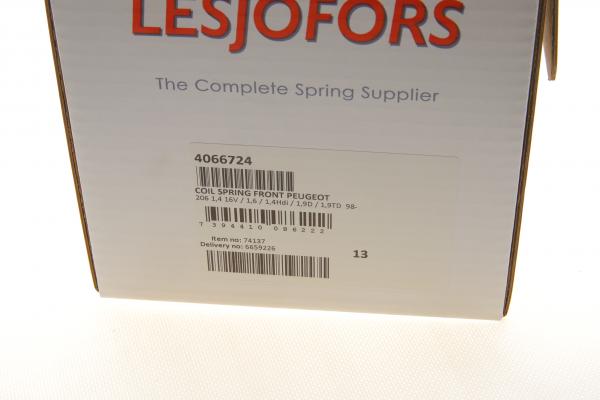 LESJOFORS
The Complete Spring Supplier
4066724
COIL SPRING FRONT PEUGEOT
206 1,4 16V / 1,6 / 1,4Hdi / 1,9D / 1,9TD 98-
7 394410 086222
Item no: 74137
Delivery no: 6659226
13